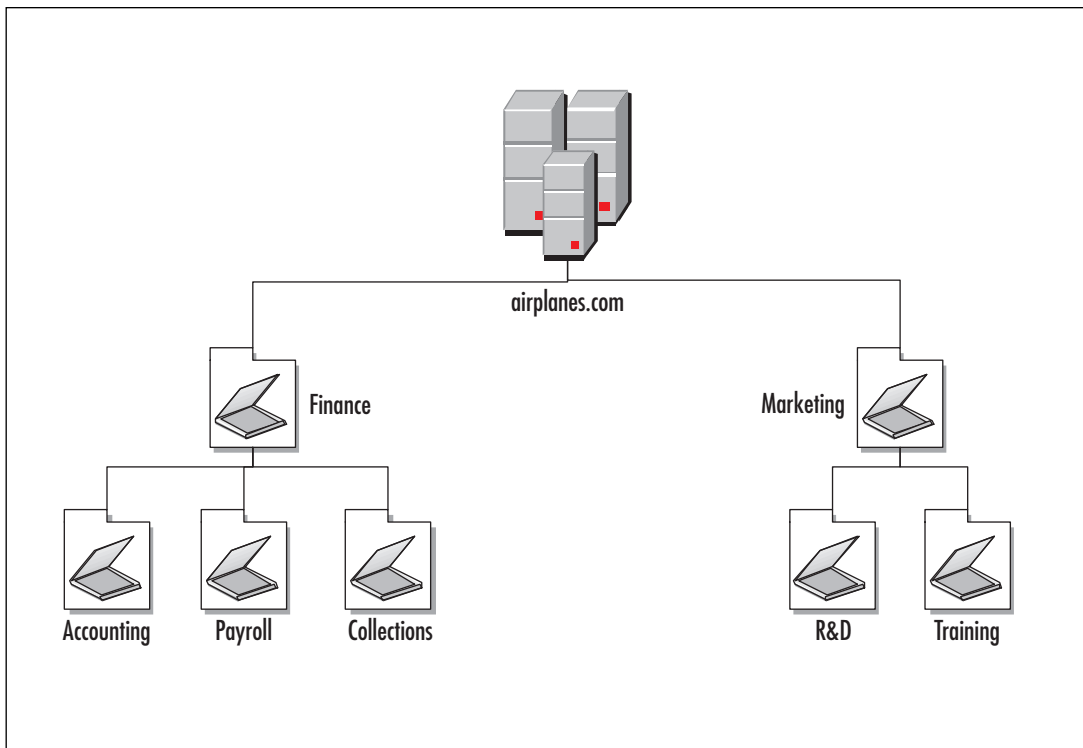 airplanes.com
Finance
Marketing
Accounting
Payroll
Collections
R&D
Training